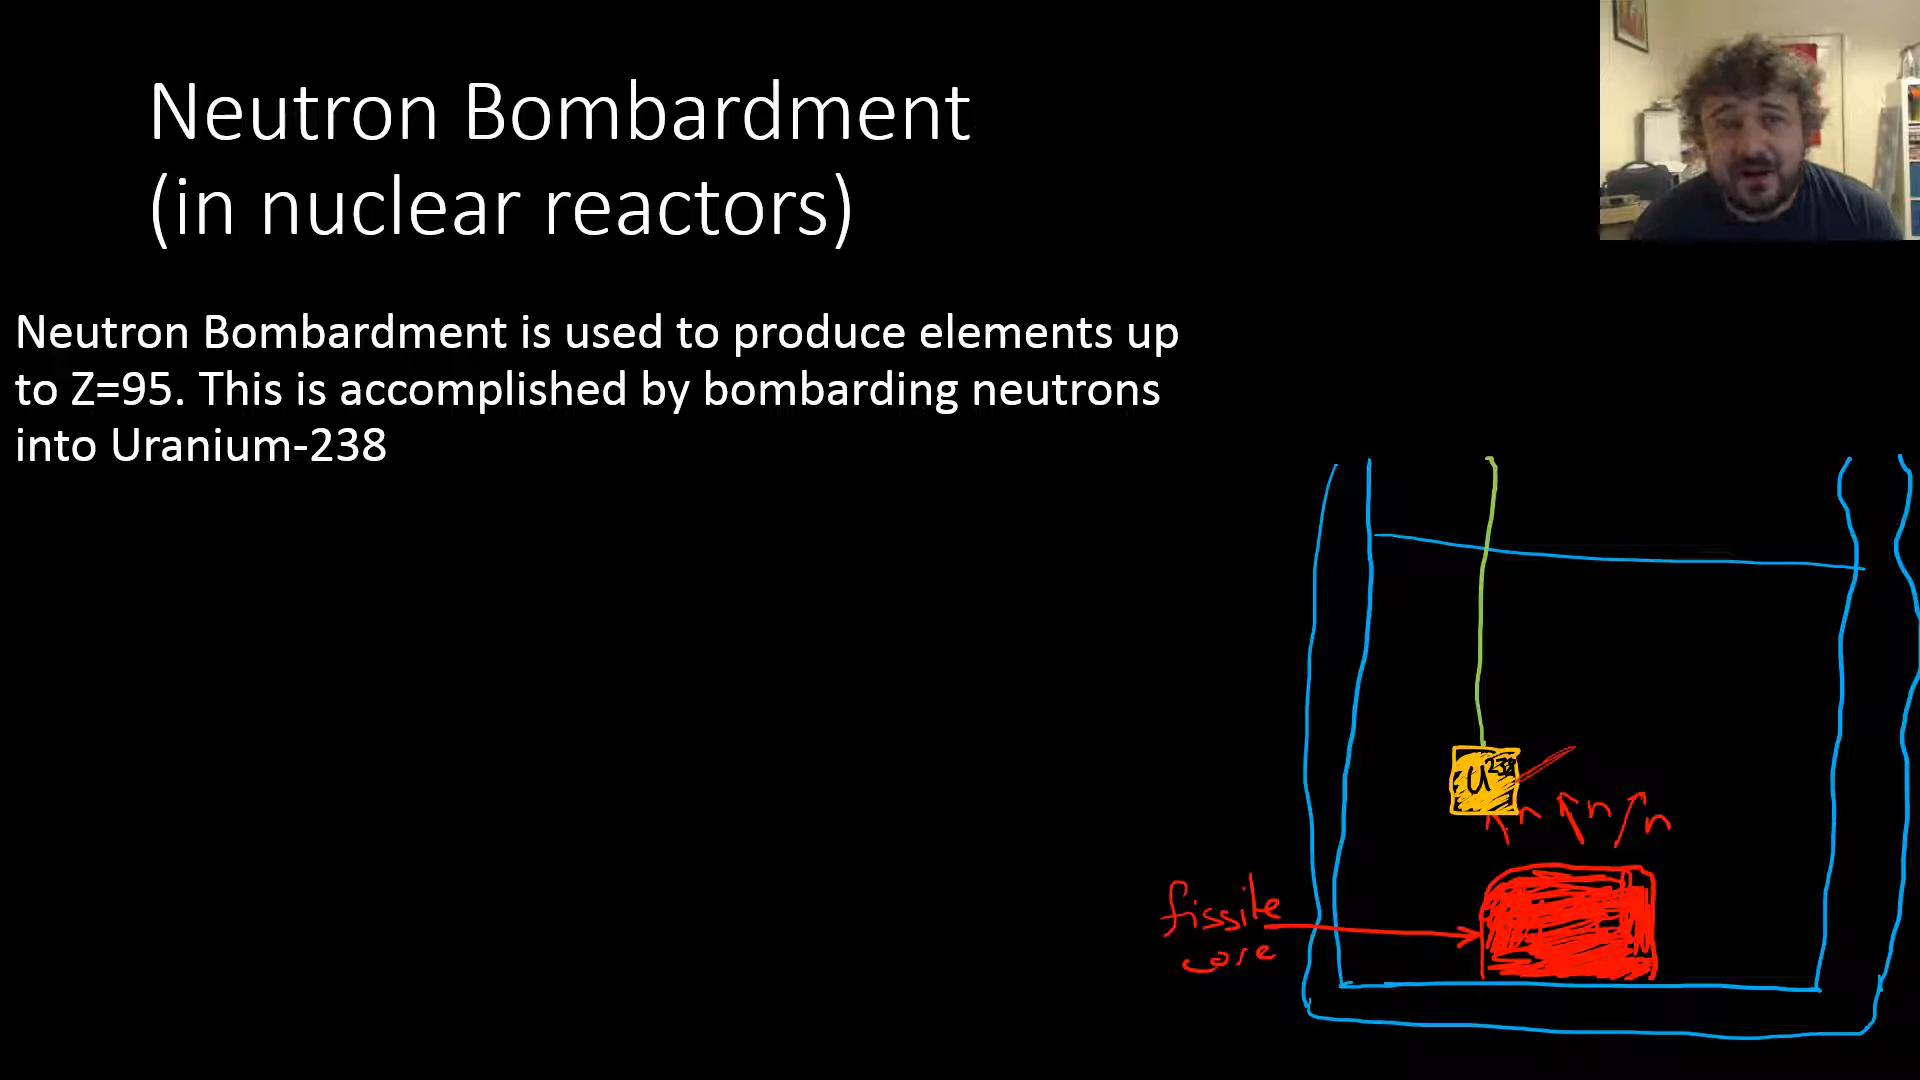 Neutron Bombardment
(in nuclear reactors)
Neutron Bombardment is used to produce elements up
to Z=95. This is accomplished by bombarding neutrons
into Uranium-238
U 238
n n n
fissile
core